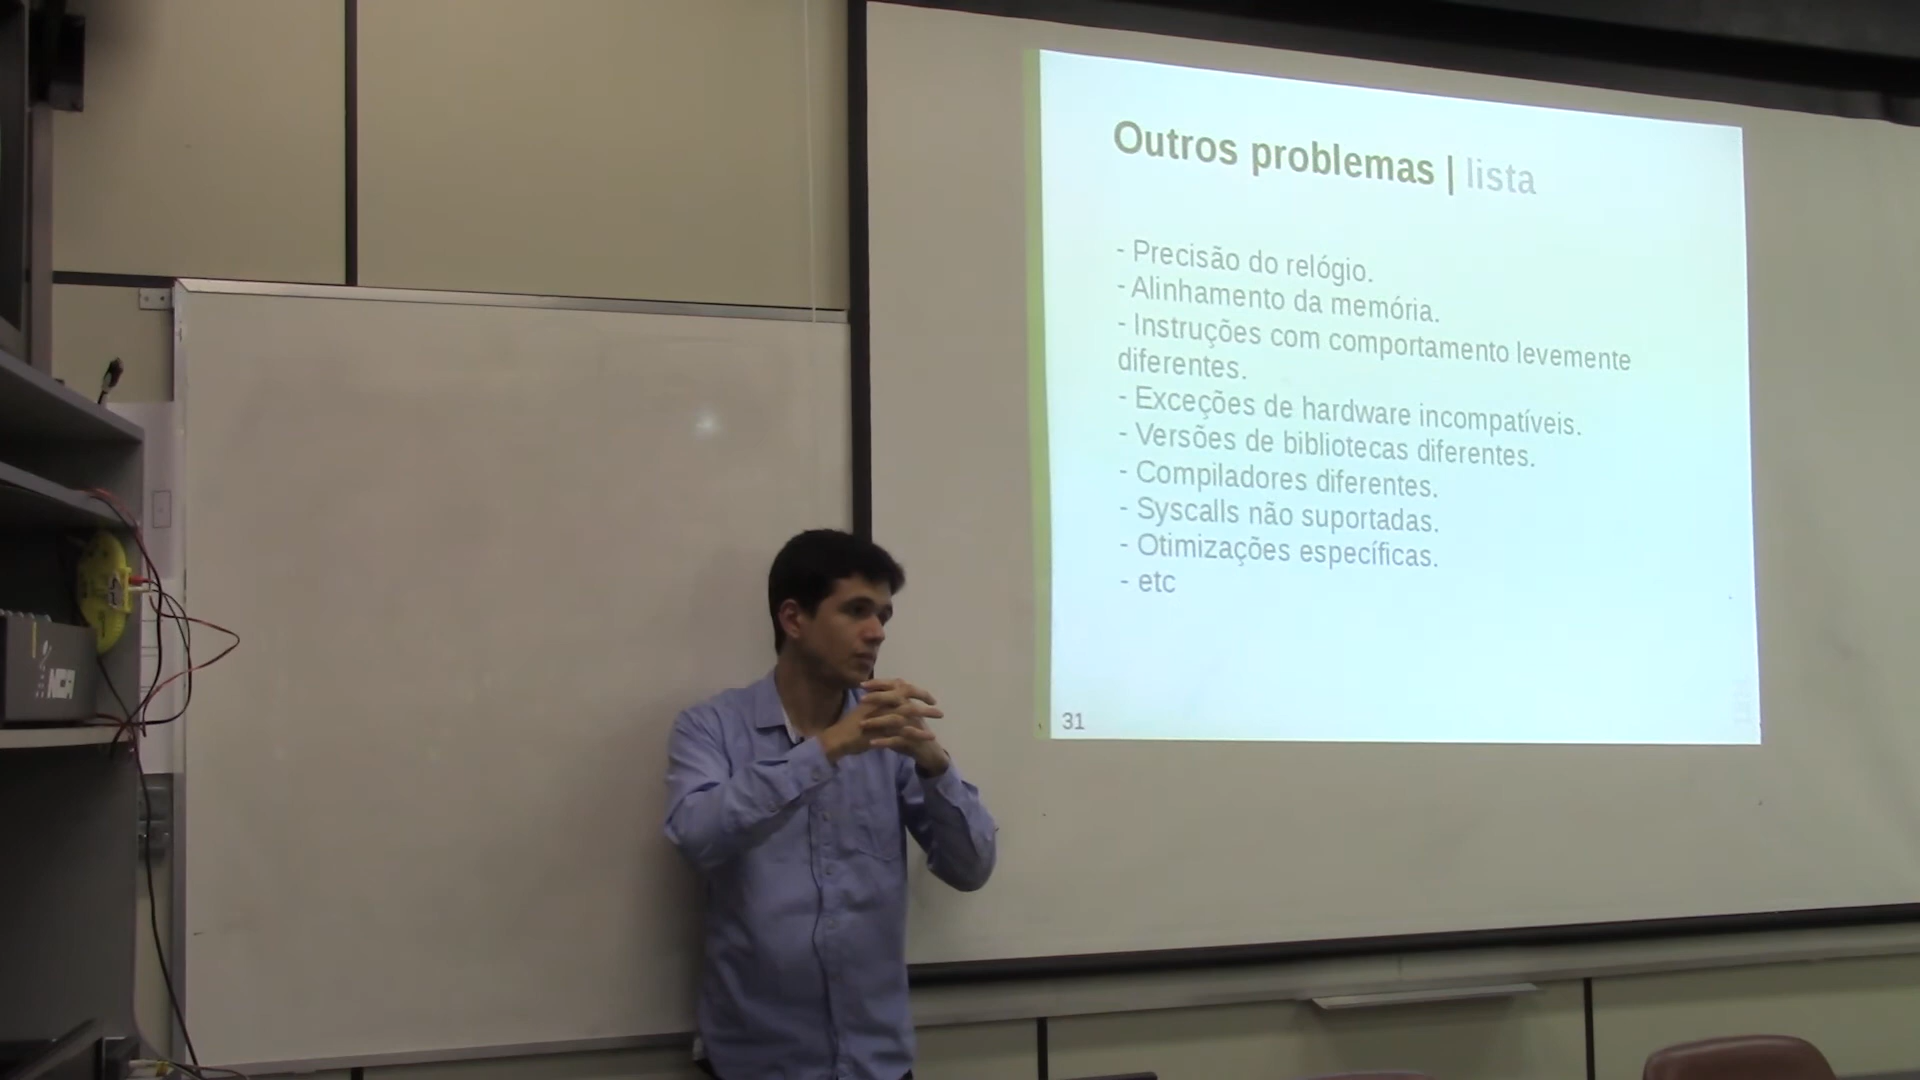 Outros problemas | lista
- Precisão do relógio.
- Alinhamento da memória.
- Instruções com comportamento levemente
diferentes.
- Exceções de hardware incompatíveis.
- Versões de bibliotecas diferentes.
- Compiladores diferentes.
- Syscalls não suportadas.
- Otimizações específicas.
- etc
31